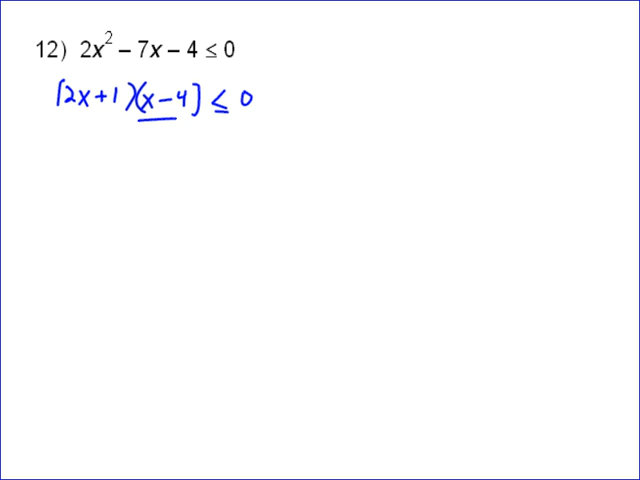 12) 2x² – 7x – 4 ≤ 0
(2x+1)(x-4) ≤ 0